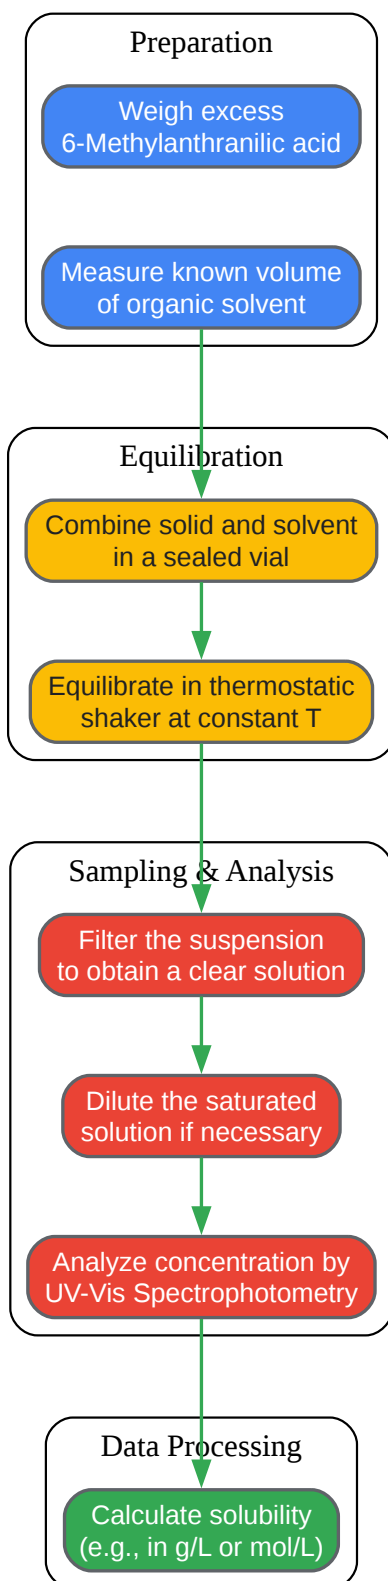 Preparation
Weigh excess
6-Methylanthranilic acid
Measure known volume
of organic solvent
Equilibration
Combine solid and solvent
in a sealed vial
Equilibrate in thermostatic
shaker at constant T
Sampling & Analysis
Filter the suspension
to obtain a clear solution
Dilute the saturated
solution if necessary
Analyze concentration by
UV-Vis Spectrophotometry
Data Processing
Calculate solubility
(e.g., in g/L or mol/L)